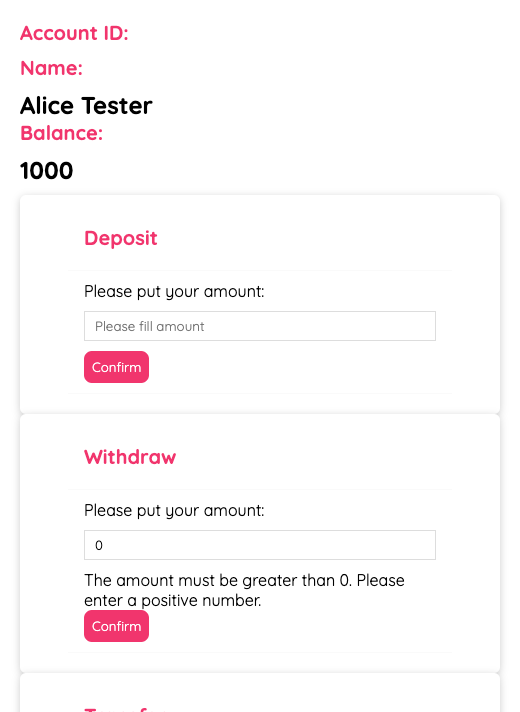 Account ID:
Name:
Alice Tester
Balance:
1000
Deposit
Please put your amount:
Please fill amount
Confirm
Withdraw
Please put your amount:
0
The amount must be greater than 0. Please
enter a positive number.
Confirm